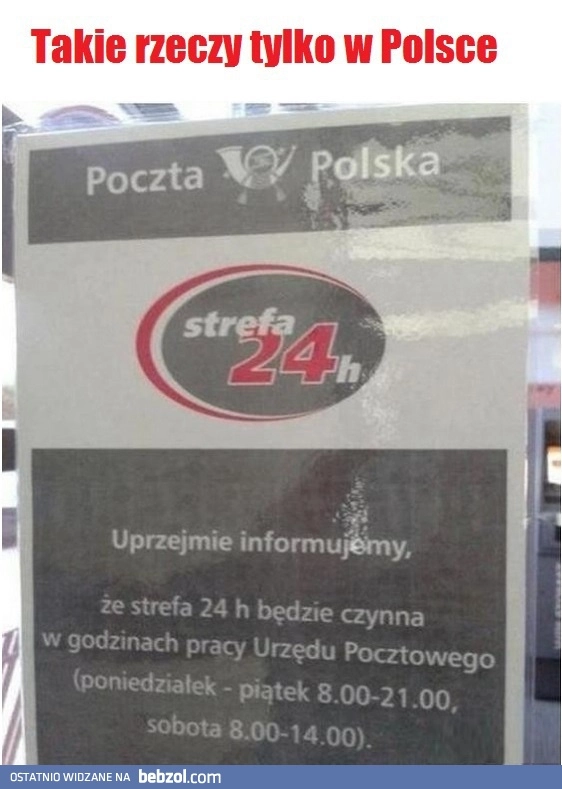 Takie rzeczy tylko w Polsce
Poczta Polska
strefa
24h
Uprzejmie informujemy,
że strefa 24 h będzie czynna
w godzinach pracy Urzędu Pocztowego
(poniedziałek - piątek 8.00-21.00,
sobota 8.00-14.00).
OSTATNIO WIDZANE NA bebzol.com